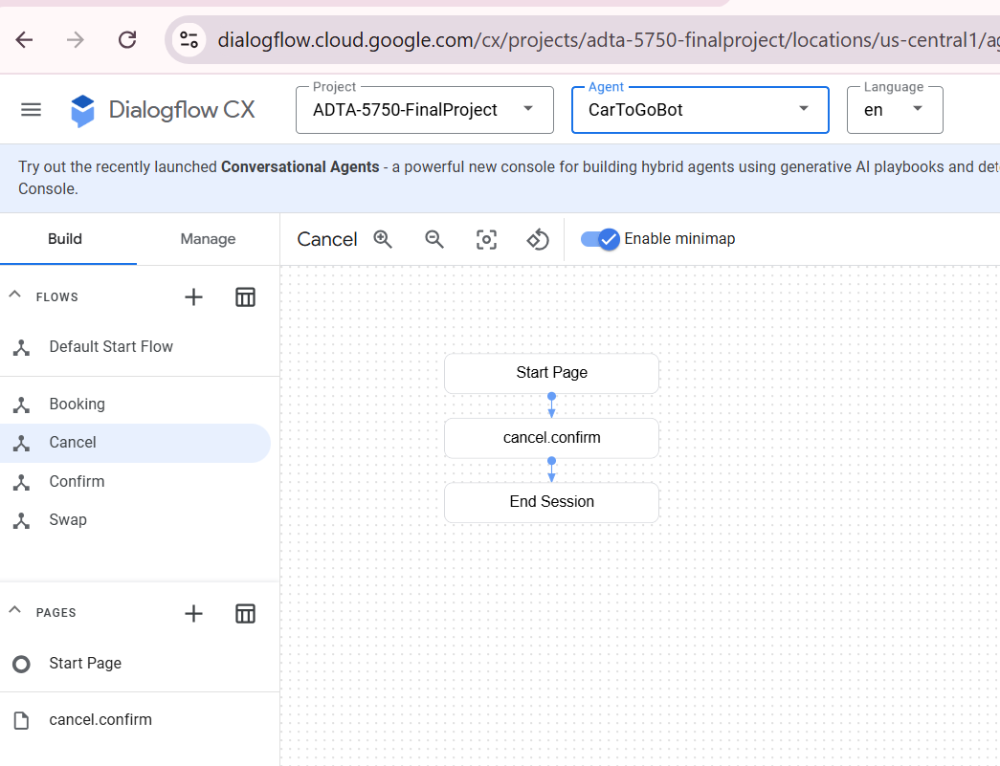 dialogflow.cloud.google.com/cx/projects/adta-5750-finalproject/locations/us-central1/ag
Dialogflow CX
Project
ADTA-5750-FinalProject
Agent
CarToGoBot
Language
en
Try out the recently launched Conversational Agents - a powerful new console for building hybrid agents using generative AI playbooks and det
Console.
Build
Manage
Cancel
Enable minimap
FLOWS
Default Start Flow
Booking
Cancel
Confirm
Swap
PAGES
Start Page
cancel.confirm
Start Page
cancel.confirm
End Session